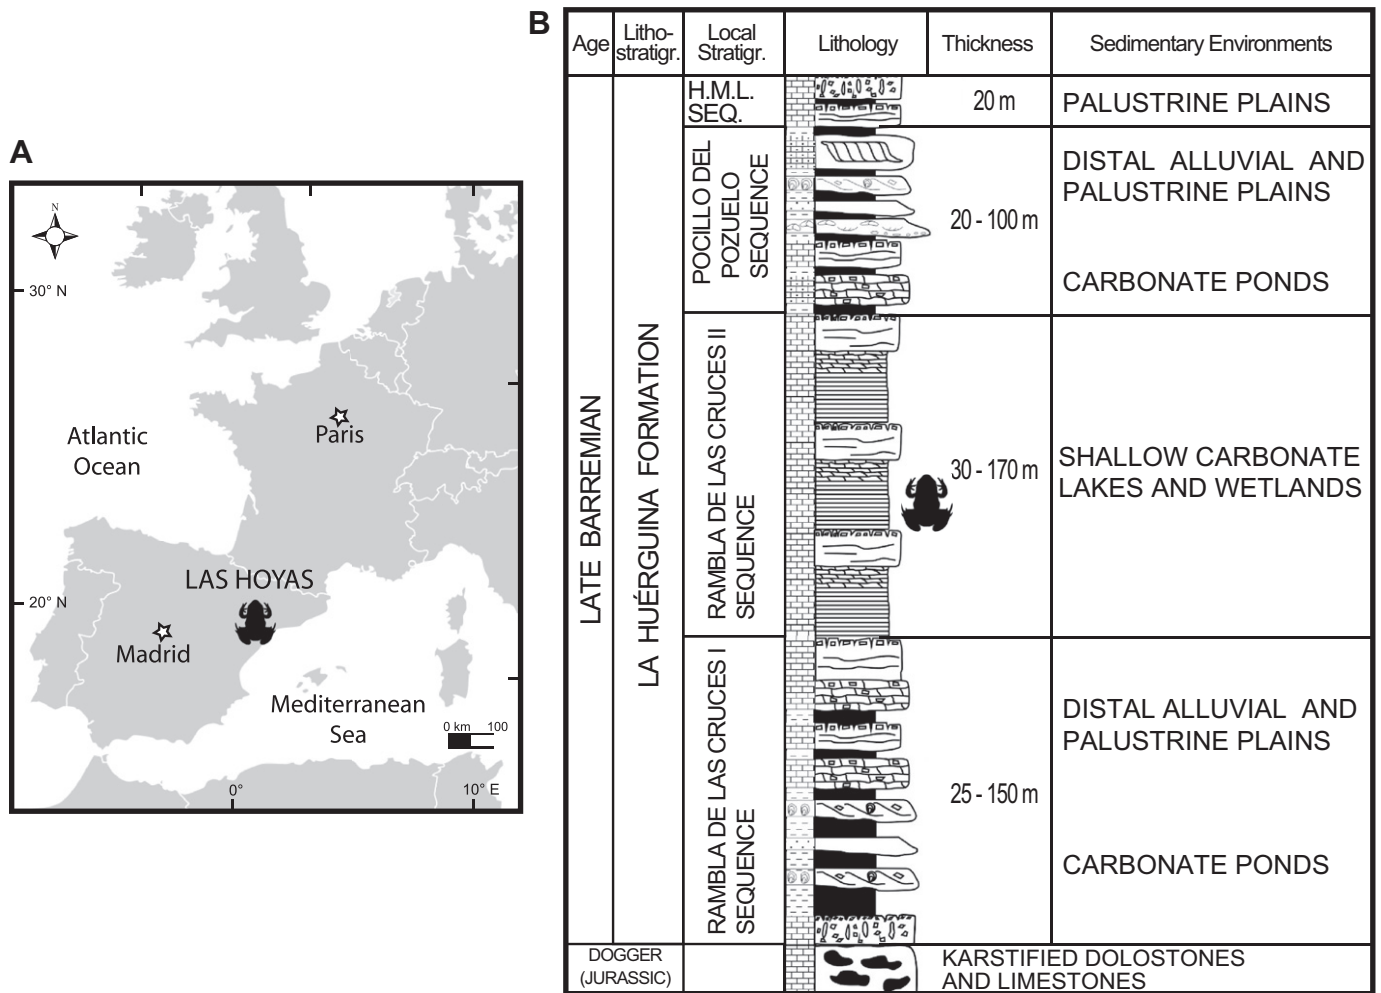 A
N
30° N
20° N
Atlantic
Ocean
Paris
LAS HOYAS
Madrid
Mediterranean
Sea
0 km 100
0°
10° E
B
Age
Litho-
stratigr.
Local
Stratigr.
Lithology
Thickness
Sedimentary Environments
LATE BARREMIAN
LA HUÉRGUINA FORMATION
H.M.L.
SEQ.
20 m
PALUSTRINE PLAINS
POCILLO DEL
POZUELO
SEQUENCE
20 - 100 m
DISTAL ALLUVIAL AND
PALUSTRINE PLAINS
CARBONATE PONDS
RAMBLA DE LAS CRUCES II
SEQUENCE
30 - 170 m
SHALLOW CARBONATE
LAKES AND WETLANDS
RAMBLA DE LAS CRUCES I
SEQUENCE
25 - 150 m
DISTAL ALLUVIAL AND
PALUSTRINE PLAINS
CARBONATE PONDS
DOGGER
(JURASSIC)
KARSTIFIED DOLOSTONES
AND LIMESTONES